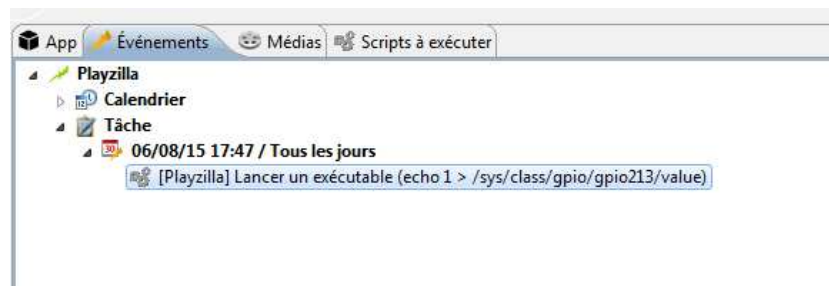 App Événements Médias Scripts à exécuter
Playzilla
Calendrier
Tâche
06/08/15 17:47 / Tous les jours
[Playzilla] Lancer un exécutable (echo 1 > /sys/class/gpio/gpio213/value)